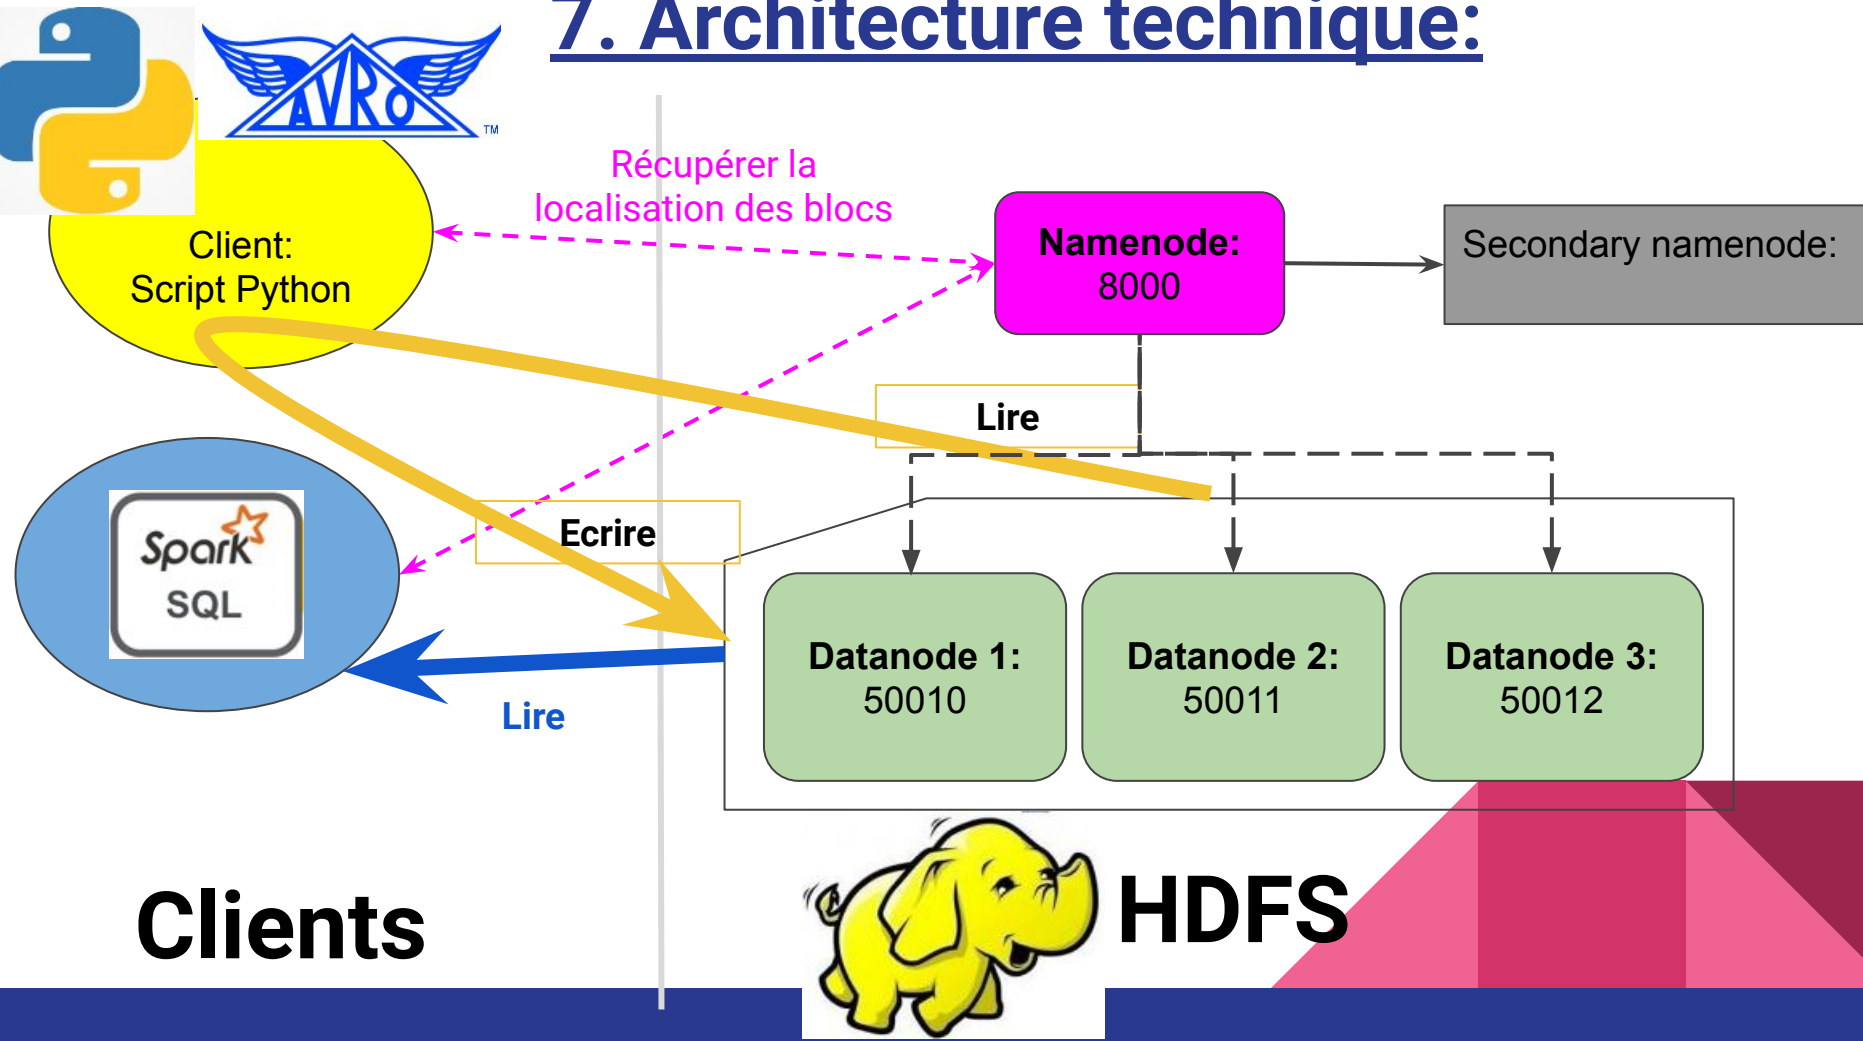 7. Architecture technique:
AVRO
TM
Récupérer la
localisation des blocs
Client:
Script Python
Namenode:
8000
Secondary namenode:
Lire
Ecrire
Spark
SQL
Lire
Datanode 1:
50010
Datanode 2:
50011
Datanode 3:
50012
Clients
HDFS